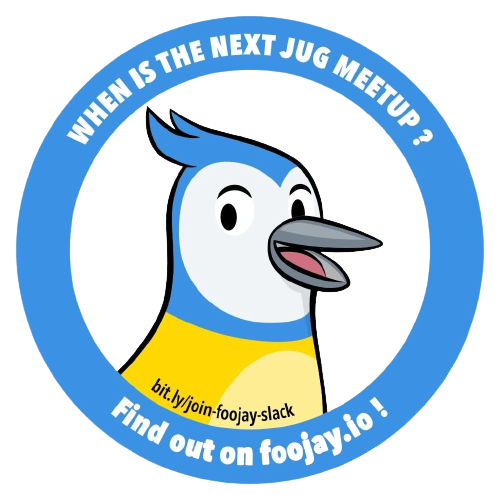 WHEN IS THE NEXT JUG MEETUP ?
bit.ly/join-foojay-slack
Find out on foojay.io !